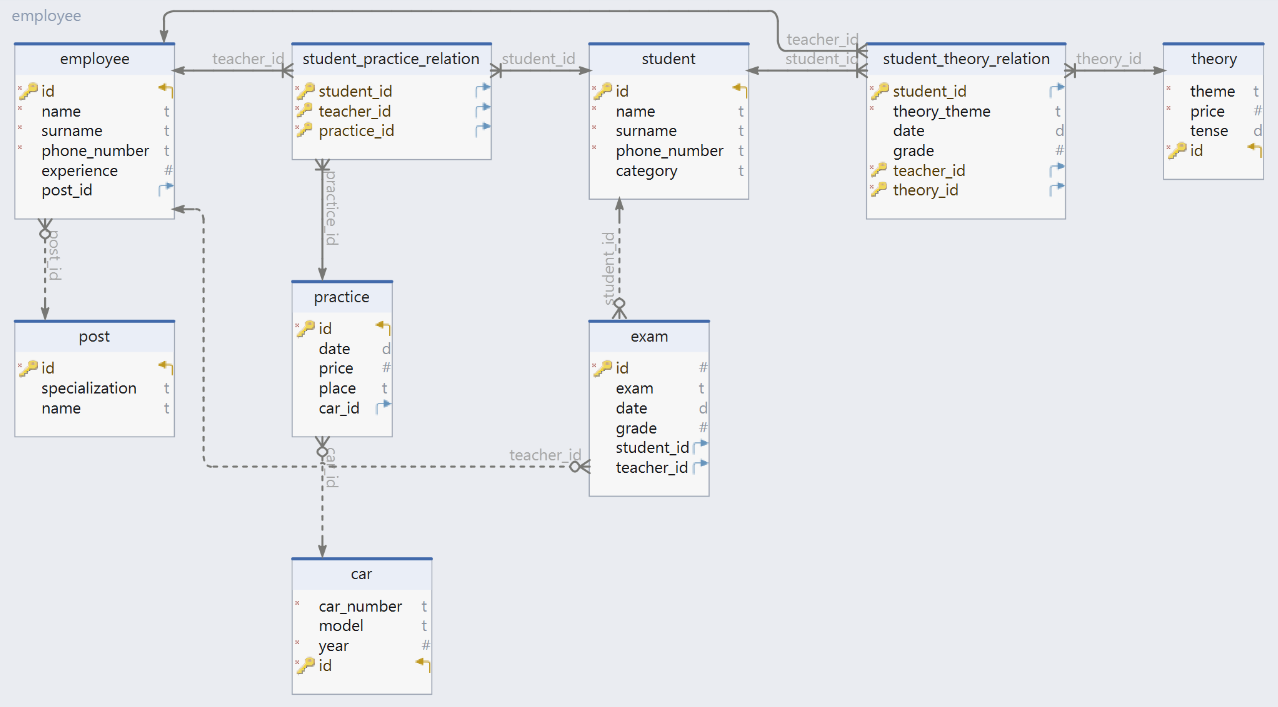 employee
employee
id
name t
surname t
phone_number t
experience #
post_id
teacher_id
student_practice_relation
student_id
teacher_id
practice_id
student_id
student
id
name t
surname t
phone_number t
category t
teacher_id
student_id
student_theory_relation
student_id
theory_theme t
date d
grade #
teacher_id
theory_id
theory_id
theory
theme t
price #
tense d
id
post_id
practice_id
student_id
post
id
specialization t
name t
practice
id
date d
price #
place t
car_id
exam
id #
exam t
date d
grade #
student_id
teacher_id
teacher_id
car_id
car
car_number t
model t
year #
id